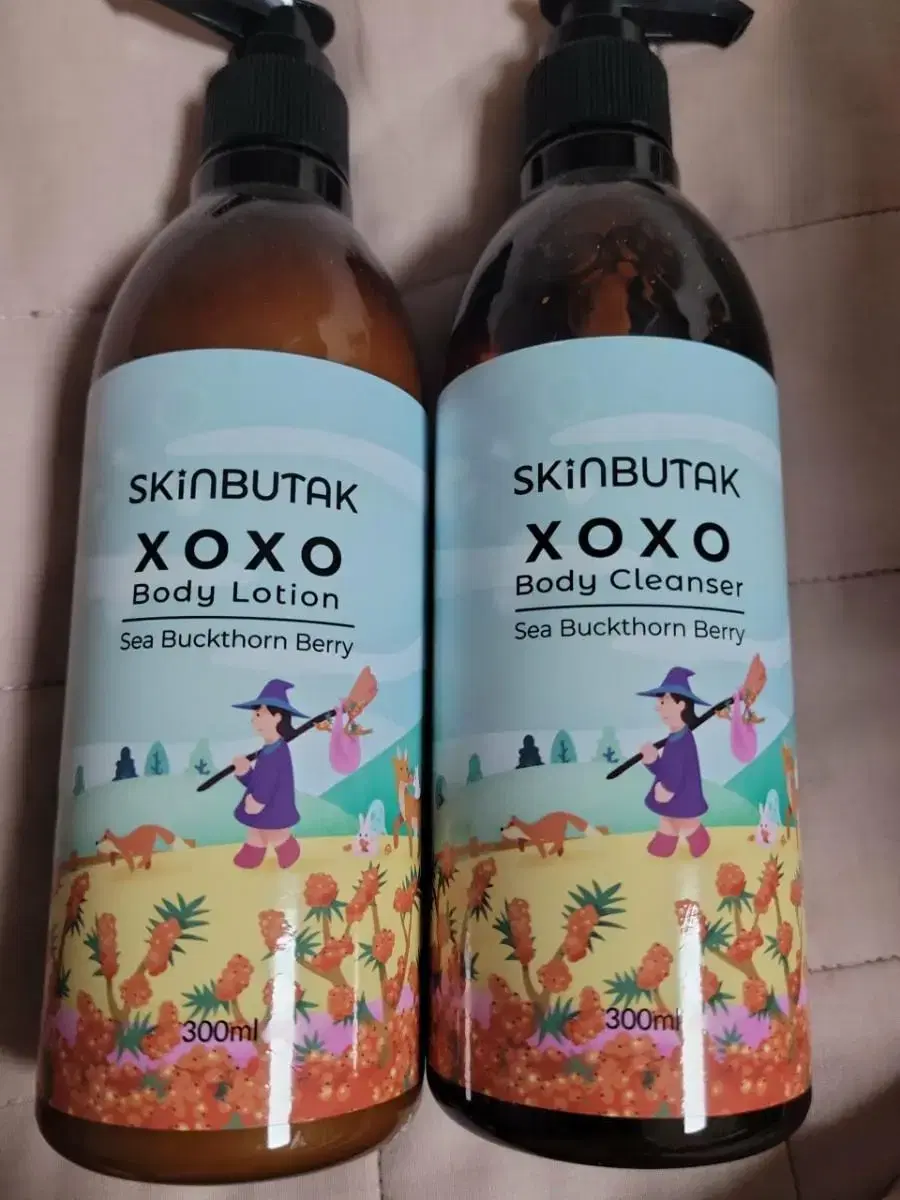 SKiNBUTAK
XOXO
Body Lotion
Sea Buckthorn Berry
300ml
SKiNBUTAK
XOXO
Body Cleanser
Sea Buckthorn Berry
300ml